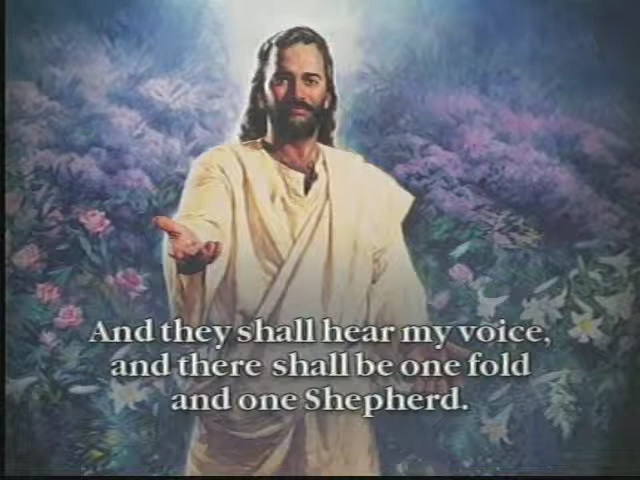 And they shall hear my voice,
and there shall be one fold
and one Shepherd.